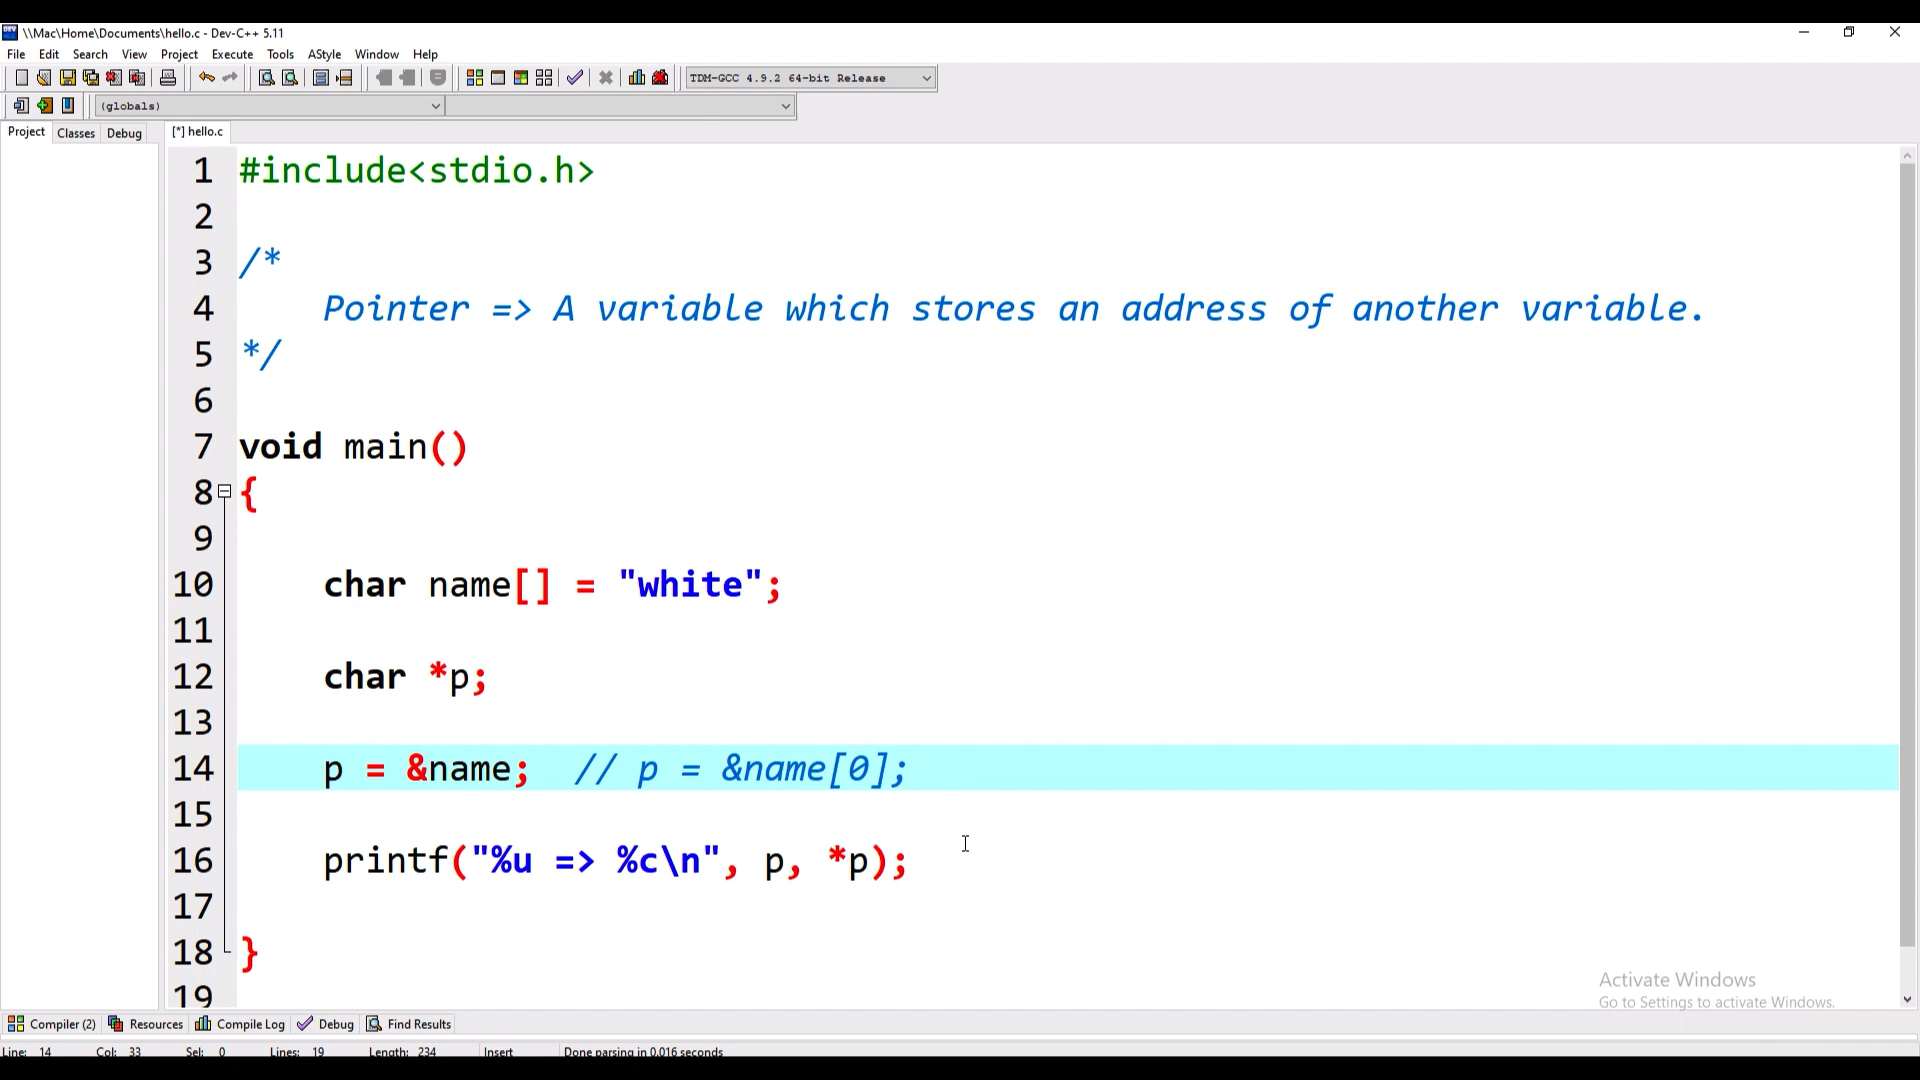 \\Mac\Home\Documents\hello.c - Dev-C++ 5.11
File Edit Search View Project Execute Tools AStyle Window Help
TDM-GCC 4.9.2 64-bit Release
(globals)
Project Classes Debug [*] hello.c
1 #include<stdio.h>
2
3 /*
4 Pointer => A variable which stores an address of another variable.
5 */
6
7 void main()
8 {
9
10 char name[] = "white";
11
12 char *p;
13
14 p = &name; // p = &name[0];
15
16 printf("%u => %c\n", p, *p);
17
18 }
19
Activate Windows
Go to Settings to activate Windows.
Compiler (2) Resources Compile Log Debug Find Results
Line: 14 Col: 33 Sel: 0 Lines: 19 Length: 234 Insert Done parsing in 0.016 seconds